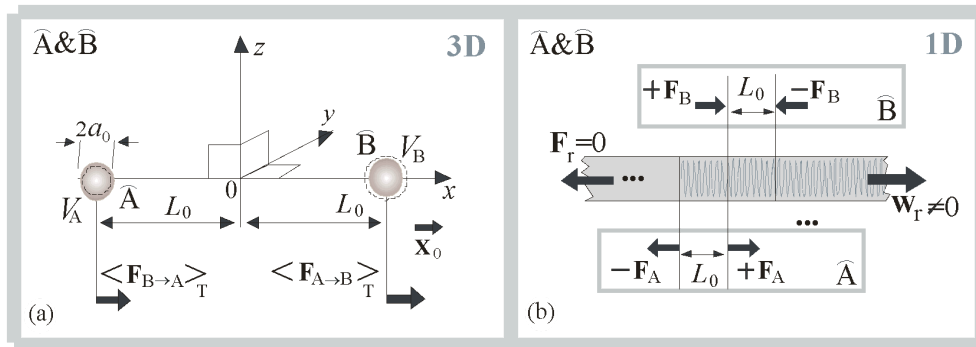 A&B 3D
z
y
2a₀
B V_B
V_A A
0
x
L₀ L₀
x₀
<F_B→A>_T <F_A→B>_T
(a)
A&B 1D
+F_B L₀ −F_B
B
F_r=0
...
W_r≠0
...
−F_A L₀ +F_A
A
(b)